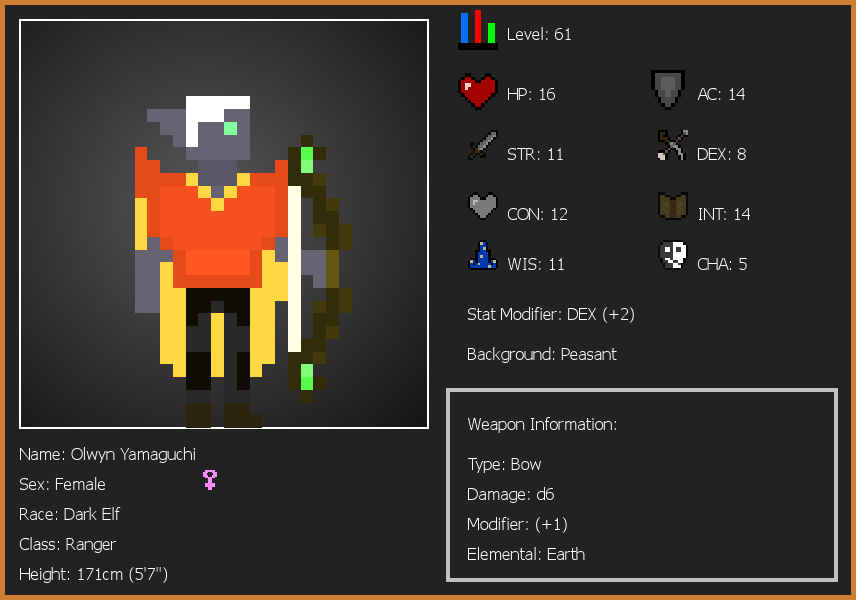 Level: 61
HP: 16
AC: 14
STR: 11
DEX: 8
CON: 12
INT: 14
WIS: 11
CHA: 5
Stat Modifier: DEX (+2)
Background: Peasant
Weapon Information:
Type: Bow
Damage: d6
Modifier: (+1)
Elemental: Earth
Name: Olwyn Yamaguchi
Sex: Female
Race: Dark Elf
Class: Ranger
Height: 171cm (5'7")